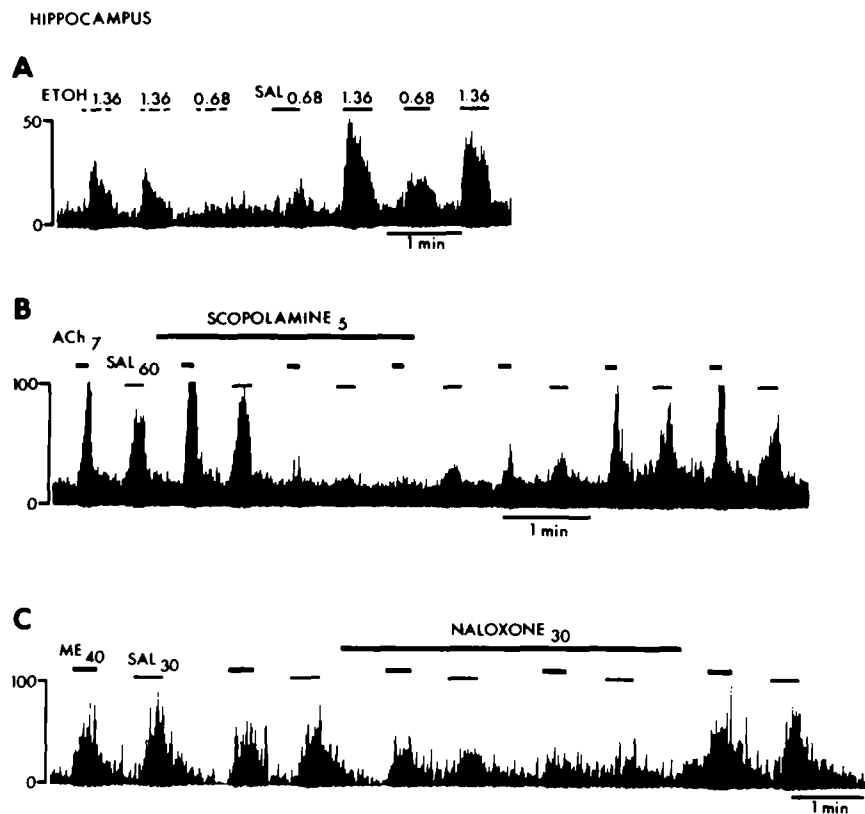 HIPPOCAMPUS
A
ETOH 1.36 1.36 0.68 SAL 0.68 1.36 0.68 1.36
50
0
1 min
B
SCOPOLAMINE 5
ACh 7
SAL 60
100
0
1 min
C
NALOXONE 30
ME 40 SAL 30
100
0
1 min